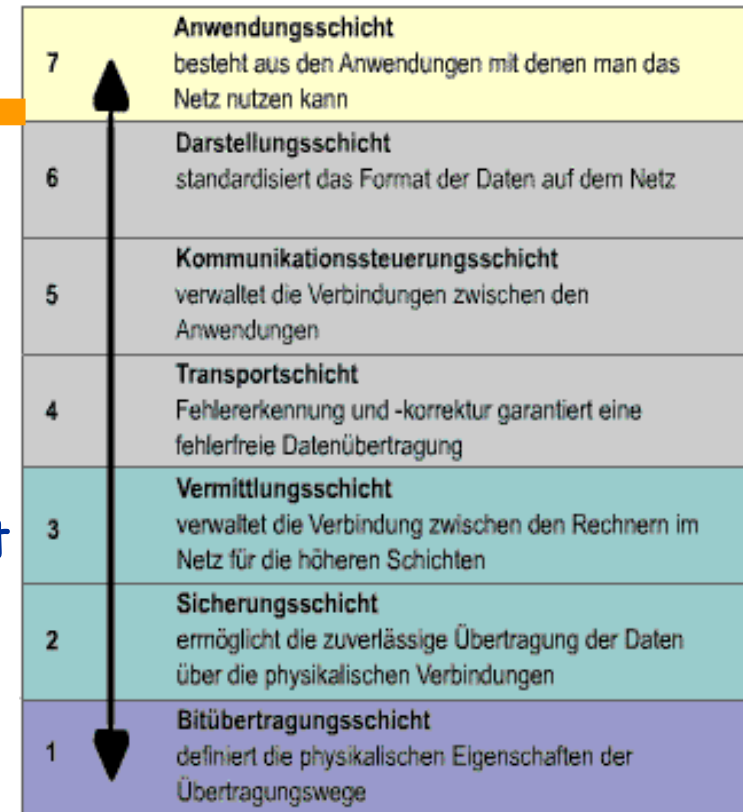 7
Anwendungsschicht
besteht aus den Anwendungen mit denen man das
Netz nutzen kann
6
Darstellungsschicht
standardisiert das Format der Daten auf dem Netz
5
Kommunikationssteuerungsschicht
verwaltet die Verbindungen zwischen den
Anwendungen
4
Transportschicht
Fehlererkennung und -korrektur garantiert eine
fehlerfreie Datenübertragung
3
Vermittlungsschicht
verwaltet die Verbindung zwischen den Rechnern im
Netz für die höheren Schichten
2
Sicherungsschicht
ermöglicht die zuverlässige Übertragung der Daten
über die physikalischen Verbindungen
1
Bitübertragungsschicht
definiert die physikalischen Eigenschaften der
Übertragungswege